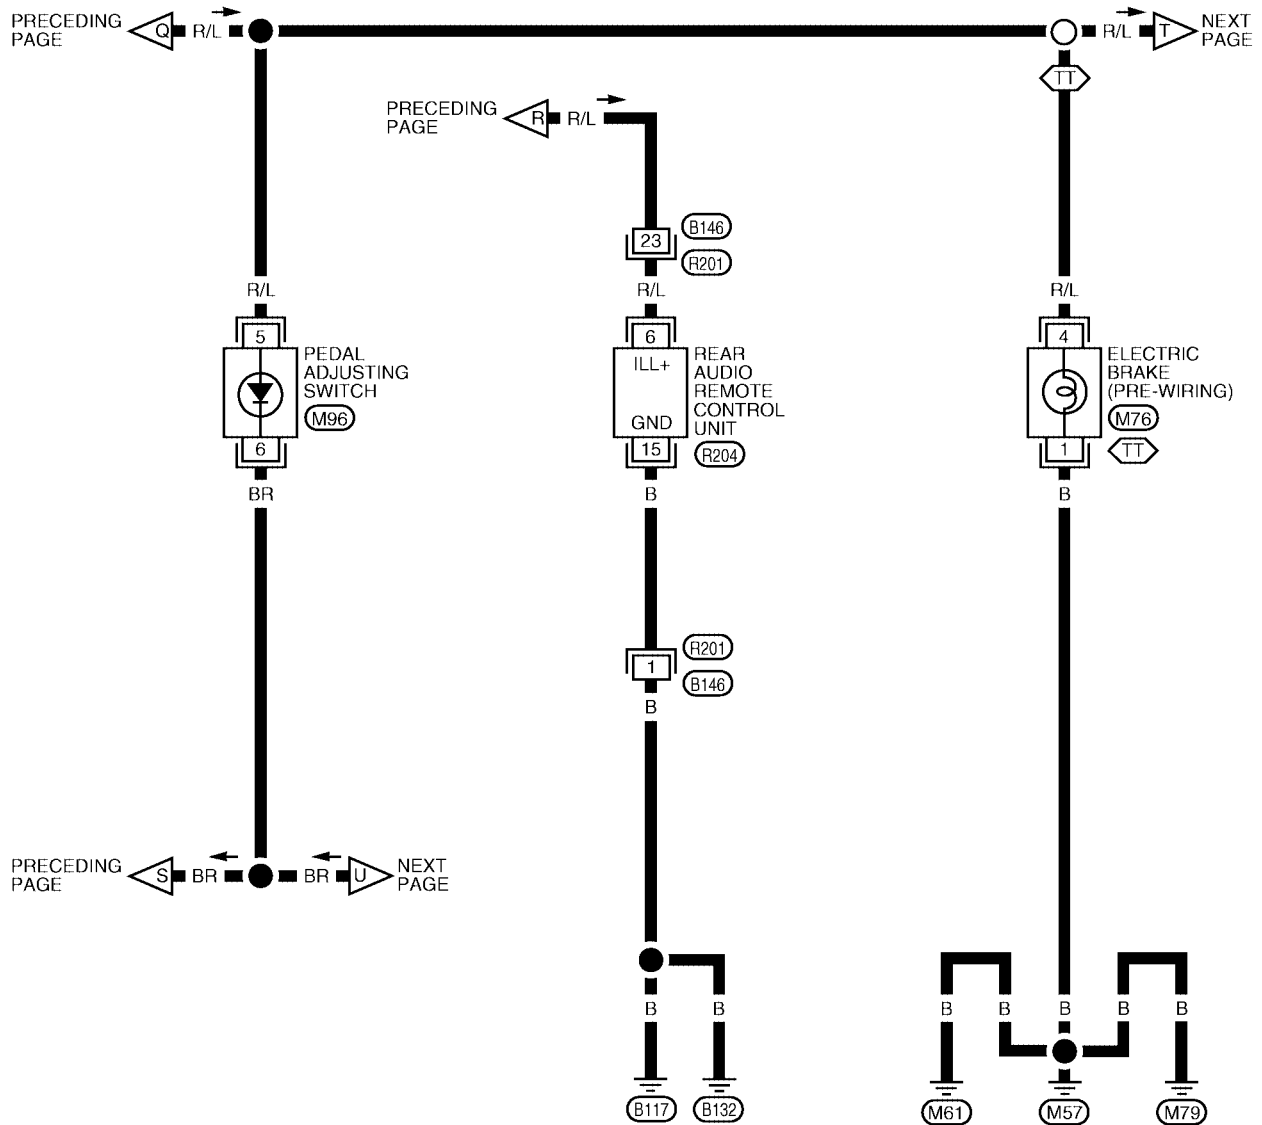 PRECEDING
PAGE
Q
R/L
R/L
T
NEXT
PAGE
TT
PRECEDING
PAGE
R
R/L
B146
23
R201
R/L
R/L
R/L
5
PEDAL
ADJUSTING
SWITCH
M96
6
BR
6
ILL+
GND
15
REAR
AUDIO
REMOTE
CONTROL
UNIT
R204
B
4
ELECTRIC
BRAKE
(PRE-WIRING)
M76
1
TT
B
R201
1
B146
B
PRECEDING
PAGE
S
BR
BR
U
NEXT
PAGE
B
B
B
B
B
B
B
B117
B132
M61
M57
M79